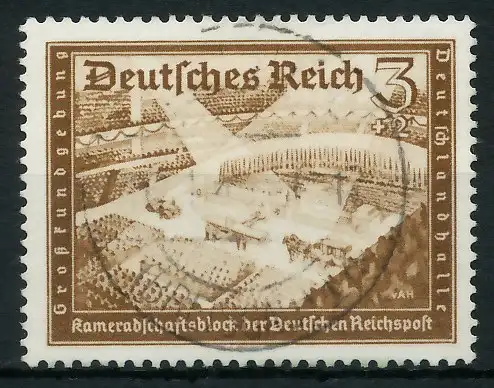 Deutsches Reich
3
+2
Großkundgebung
Deutschlandhalle
vAH
Kameradschaftsblock der Deutschen Reichspost